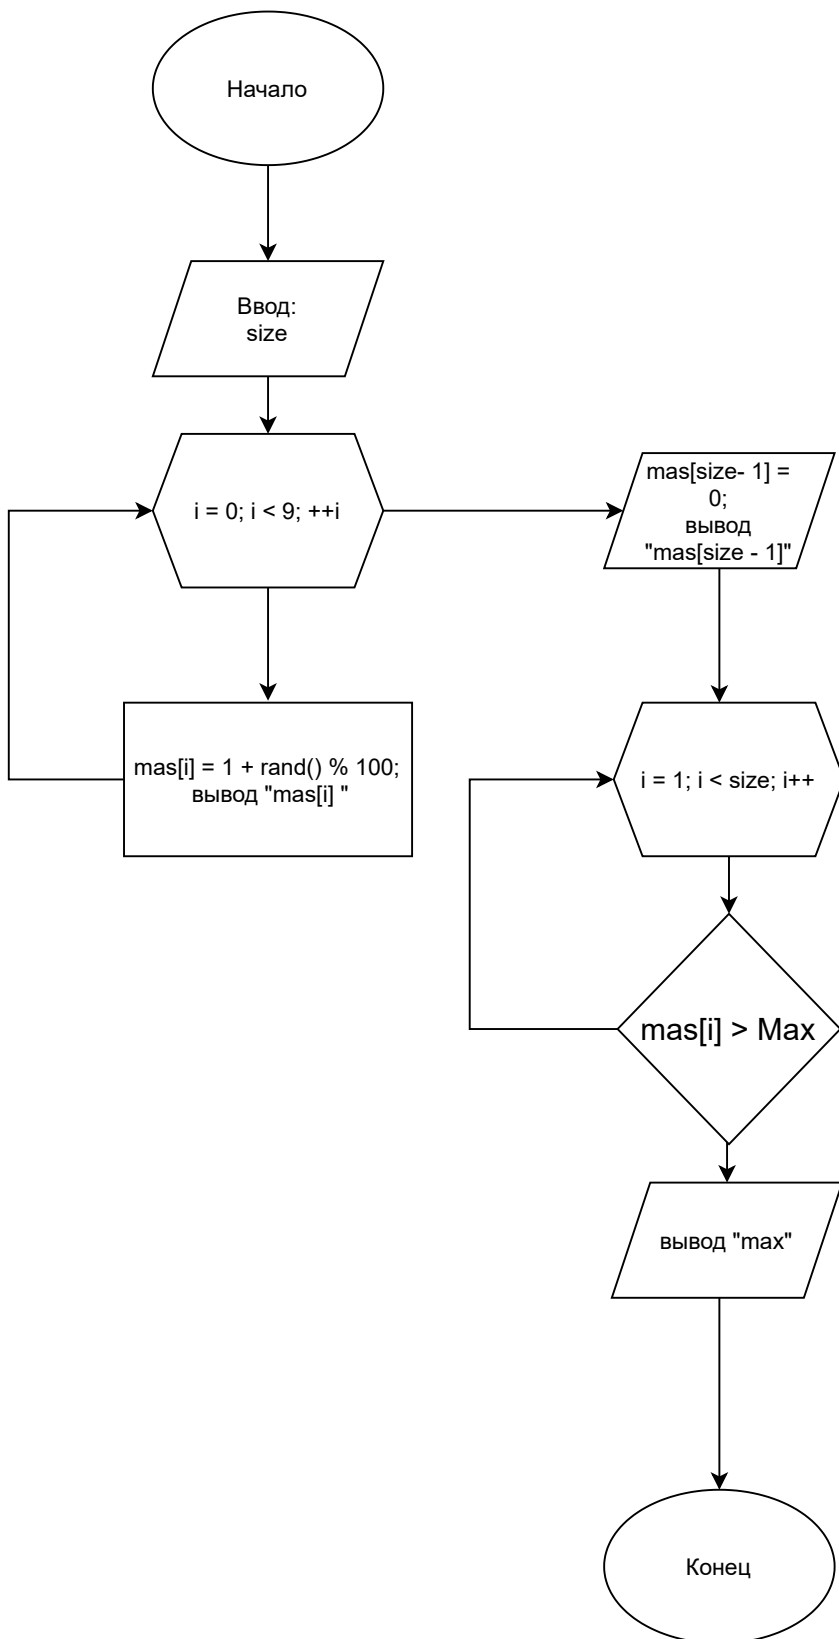 Начало
Ввод:
size
i = 0; i < 9; ++i
mas[i] = 1 + rand() % 100;
вывод "mas[i] "
mas[size- 1] =
0;
вывод
"mas[size - 1]"
i = 1; i < size; i++
mas[i] > Max
вывод "max"
Конец